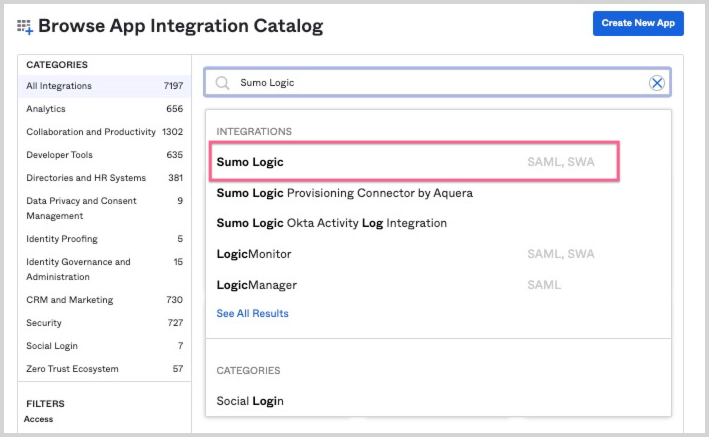 Browse App Integration Catalog
Create New App
CATEGORIES
All Integrations 7197
Analytics 656
Collaboration and Productivity 1302
Developer Tools 635
Directories and HR Systems 381
Data Privacy and Consent 9
Management
Identity Proofing 5
Identity Governance and 15
Administration
CRM and Marketing 730
Security 727
Social Login 7
Zero Trust Ecosystem 57
FILTERS
Access
Sumo Logic
INTEGRATIONS
Sumo Logic SAML, SWA
Sumo Logic Provisioning Connector by Aquera
Sumo Logic Okta Activity Log Integration
LogicMonitor SAML, SWA
LogicManager SAML
See All Results
CATEGORIES
Social Login